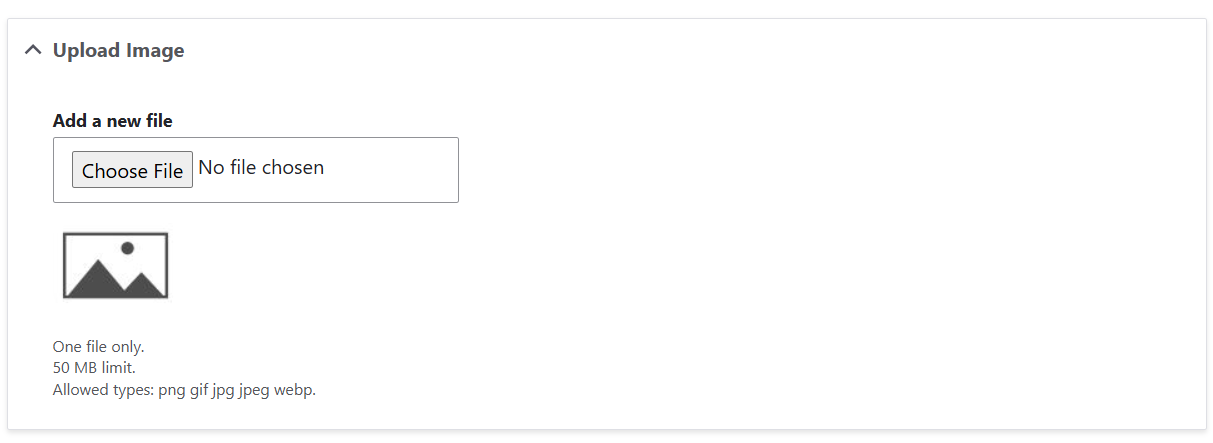 Upload Image
Add a new file
Choose File No file chosen
One file only.
50 MB limit.
Allowed types: png gif jpg jpeg webp.